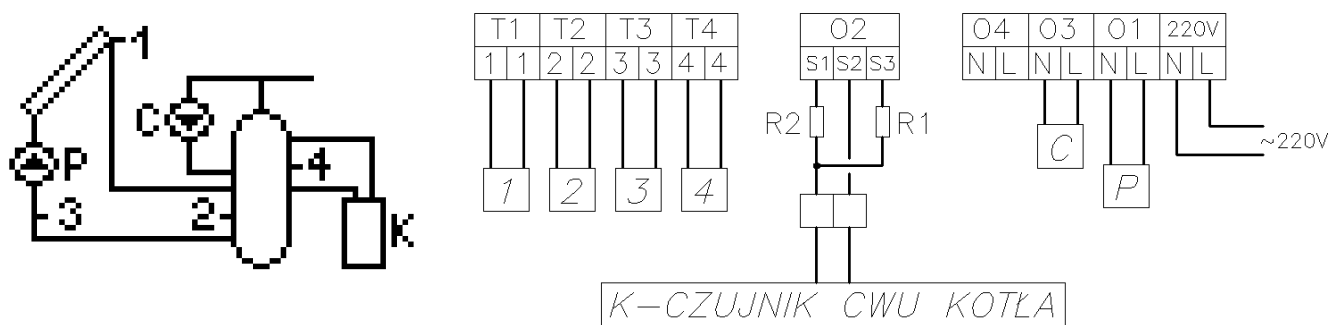 1
C
P
4
3
2
K
T1 T2 T3 T4
1 1 2 2 3 3 4 4
1 2 3 4
O2
S1 S2 S3
R2 R1
O4 O3 O1 220V
N L N L N L N L
C
P
~220V
K-CZUJNIK CWU KOTŁA